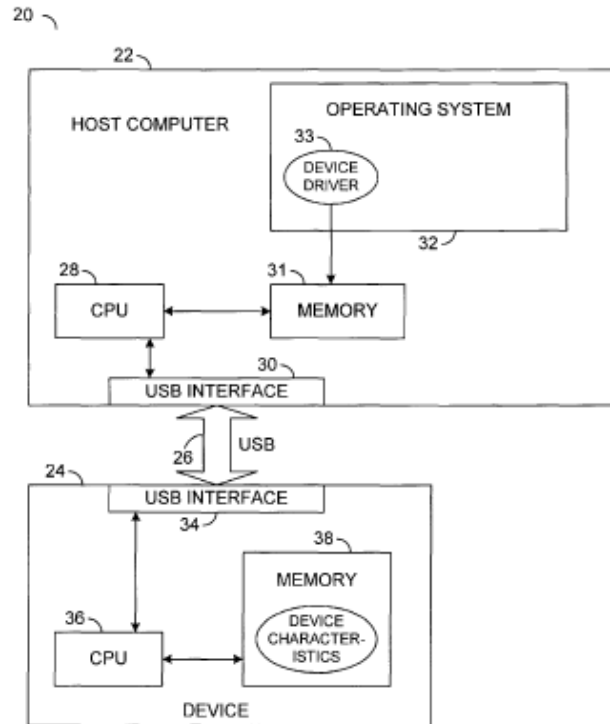 20
22
OPERATING SYSTEM
HOST COMPUTER
33
DEVICE
DRIVER
32
28
31
CPU
MEMORY
30
USB INTERFACE
26
USB
24
USB INTERFACE
34
38
MEMORY
36
DEVICE
CHARACTER-
ISTICS
CPU
DEVICE